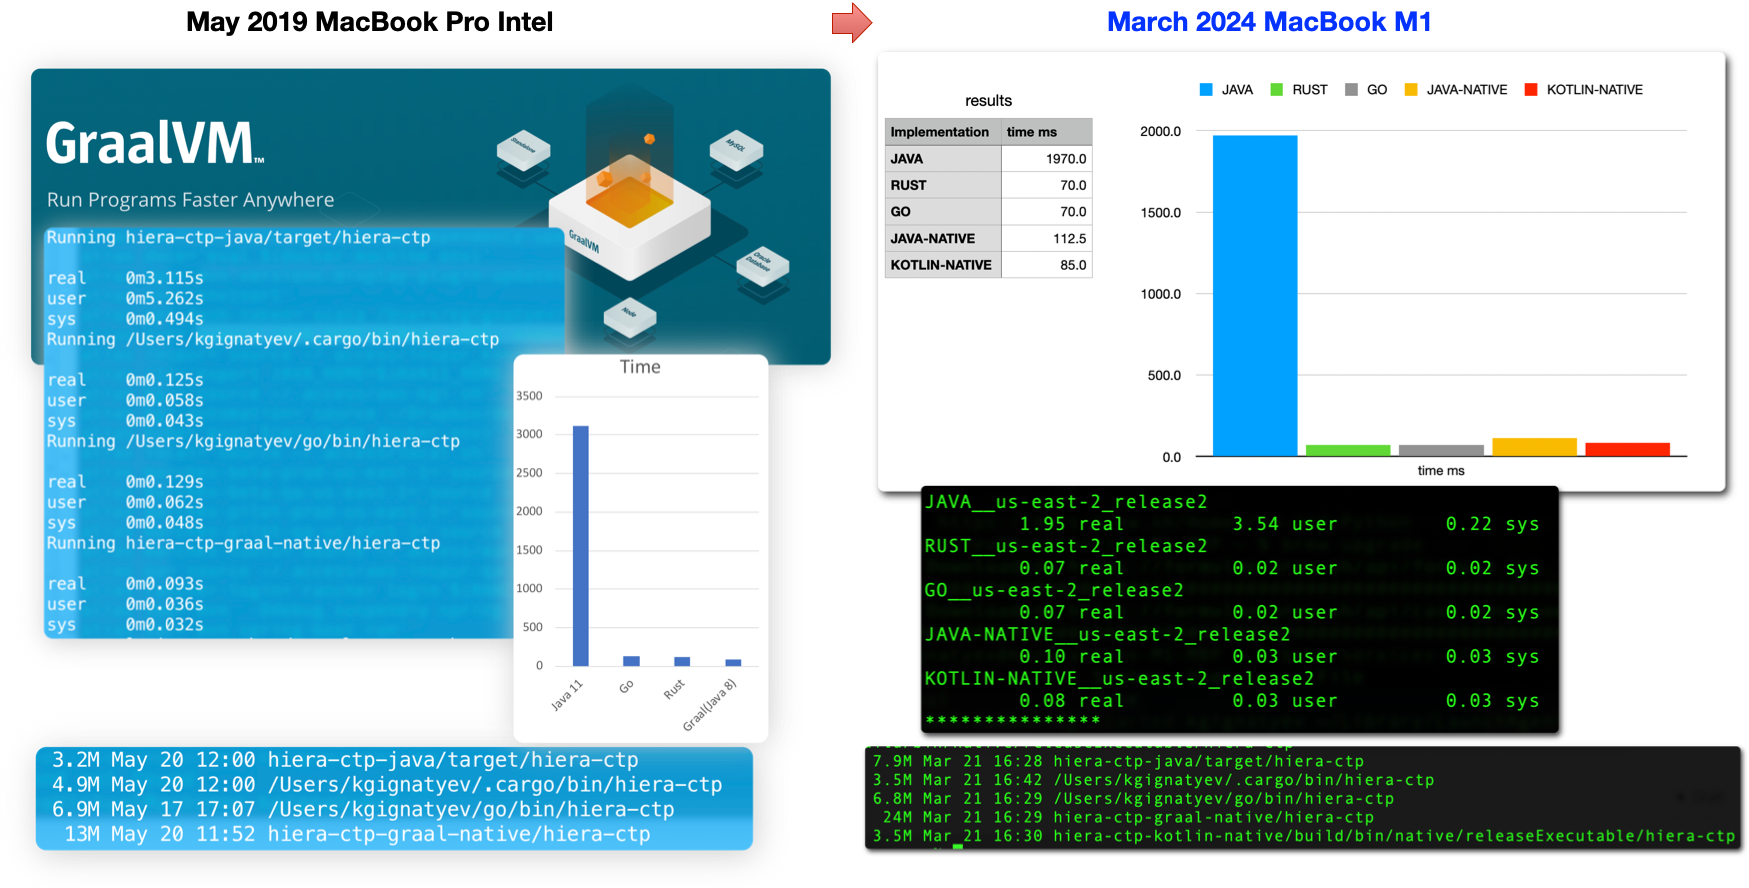 May 2019 MacBook Pro Intel
March 2024 MacBook M1
GraalVM™
Run Programs Faster Anywhere
Standalone
MySQL
GraalVM
Oracle Database
Node
Running hiera-ctp-java/target/hiera-ctp
real 0m3.115s
user 0m5.262s
sys 0m0.494s
Running /Users/kgignatyev/.cargo/bin/hiera-ctp
real 0m0.125s
user 0m0.058s
sys 0m0.043s
Running /Users/kgignatyev/go/bin/hiera-ctp
real 0m0.129s
user 0m0.062s
sys 0m0.048s
Running hiera-ctp-graal-native/hiera-ctp
real 0m0.093s
user 0m0.036s
sys 0m0.032s
Time
3500
3000
2500
2000
1500
1000
500
0
Java 11
Go
Rust
Graal(Java 8)
3.2M May 20 12:00 hiera-ctp-java/target/hiera-ctp
4.9M May 20 12:00 /Users/kgignatyev/.cargo/bin/hiera-ctp
6.9M May 17 17:07 /Users/kgignatyev/go/bin/hiera-ctp
13M May 20 11:52 hiera-ctp-graal-native/hiera-ctp
results
Implementation time ms
JAVA 1970.0
RUST 70.0
GO 70.0
JAVA-NATIVE 112.5
KOTLIN-NATIVE 85.0
JAVA RUST GO JAVA-NATIVE KOTLIN-NATIVE
2000.0
1500.0
1000.0
500.0
0.0
time ms
JAVA__us-east-2_release2
1.95 real 3.54 user 0.22 sys
RUST__us-east-2_release2
0.07 real 0.02 user 0.02 sys
GO__us-east-2_release2
0.07 real 0.02 user 0.02 sys
JAVA-NATIVE__us-east-2_release2
0.10 real 0.03 user 0.03 sys
KOTLIN-NATIVE__us-east-2_release2
0.08 real 0.03 user 0.03 sys
***************
7.9M Mar 21 16:28 hiera-ctp-java/target/hiera-ctp
3.5M Mar 21 16:42 /Users/kgignatyev/.cargo/bin/hiera-ctp
6.8M Mar 21 16:29 /Users/kgignatyev/go/bin/hiera-ctp
24M Mar 21 16:29 hiera-ctp-graal-native/hiera-ctp
3.5M Mar 21 16:30 hiera-ctp-kotlin-native/build/bin/native/releaseExecutable/hiera-ctp